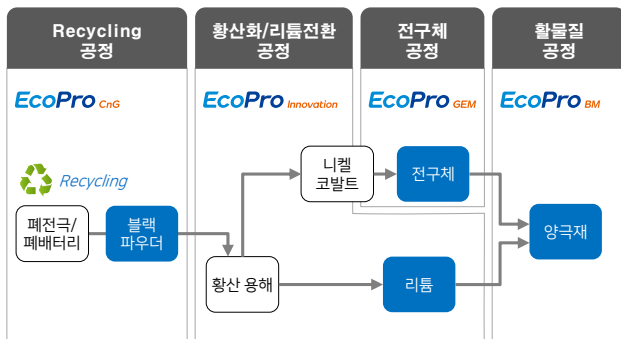 Recycling
공정
황산화/리튬전환
공정
전구체
공정
활물질
공정
EcoPro CnG
EcoPro Innovation
EcoPro GEM
EcoPro BM
Recycling
니켈
코발트
전구체
폐전극/
폐배터리
블랙
파우더
양극재
황산 용해
리튬